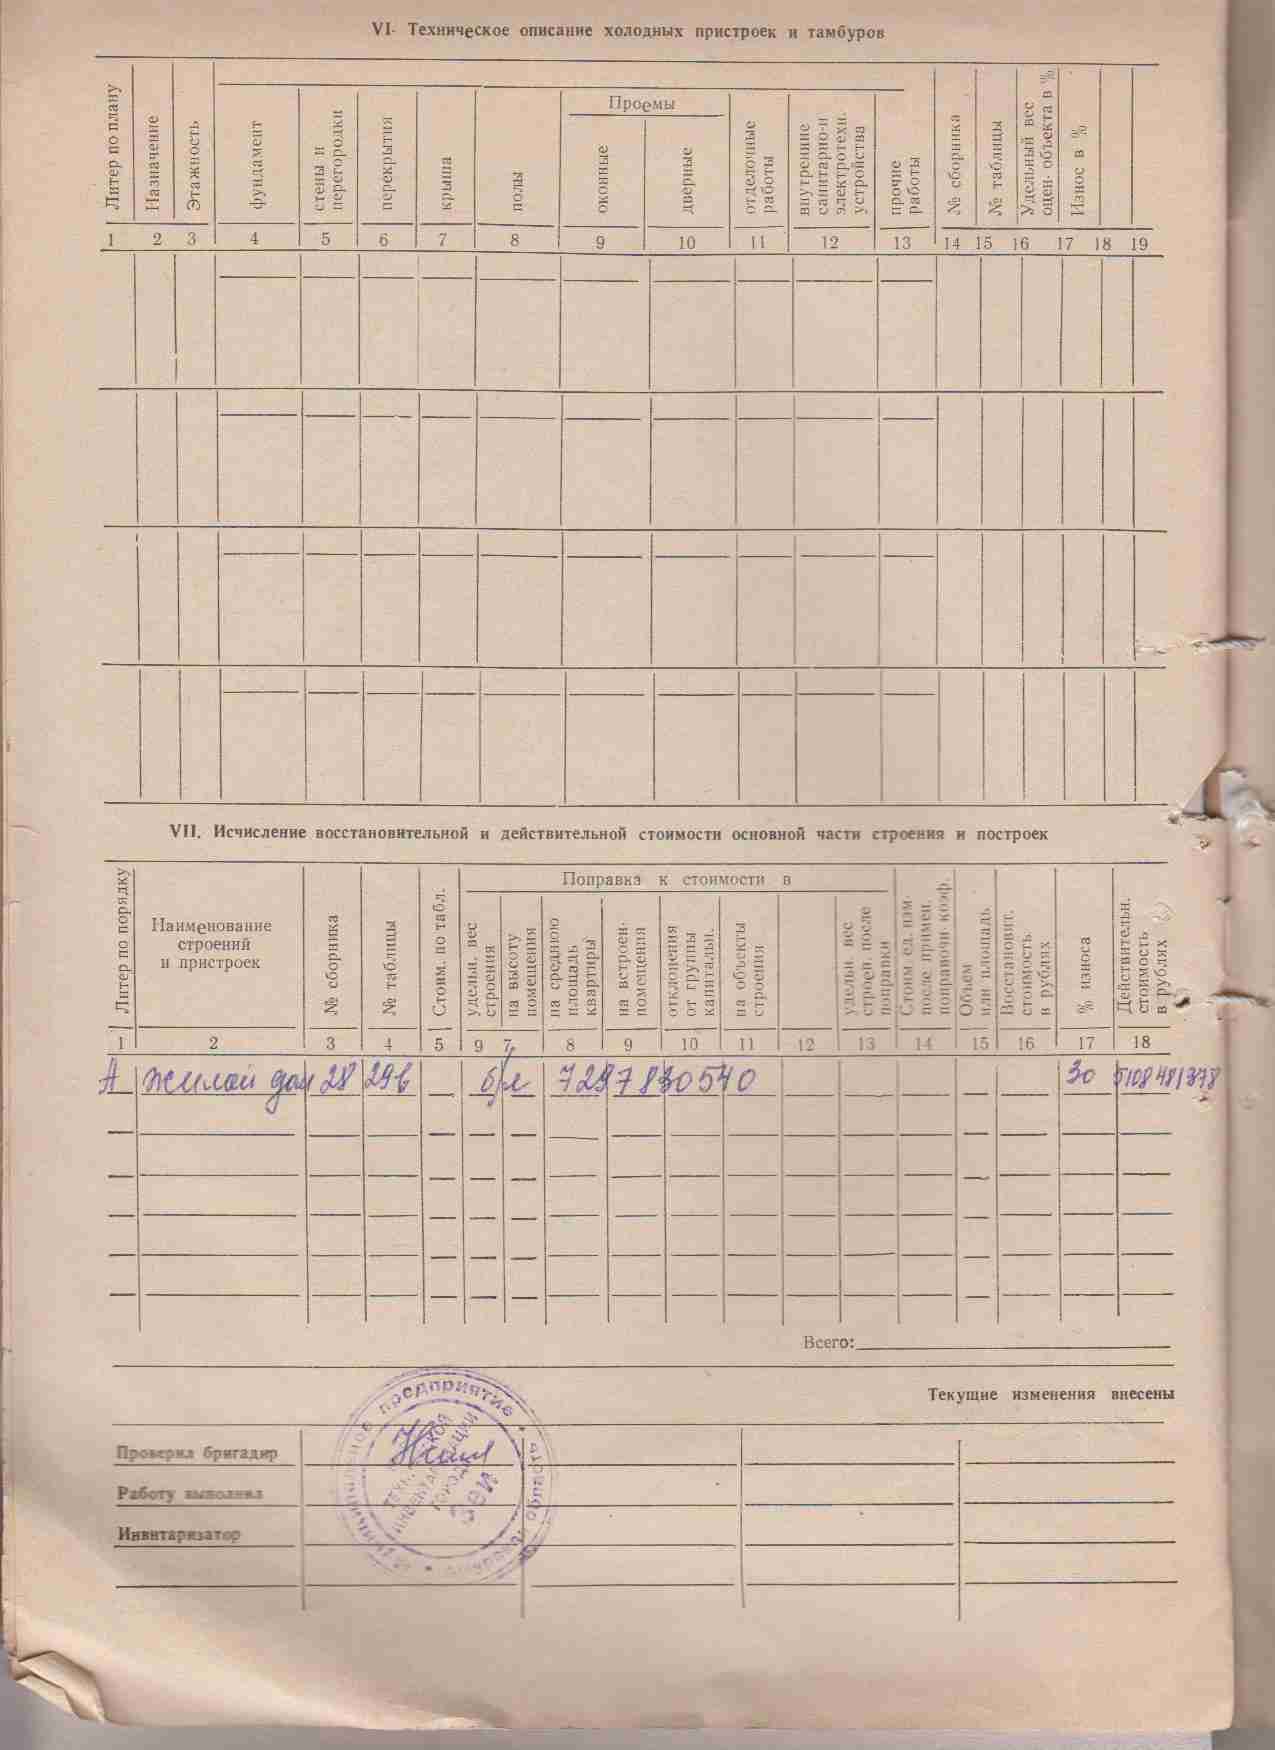 VI- Техническое описание холодных пристроек и тамбуров
Литер по плану
Назначение
Этажность
фундамент
стены и
перегородки
перекрытия
крыша
полы
Проемы
оконные
дверные
отделочные
работы
внутренние
санитарно-и
электротехн.
устройства
прочие
работы
№ сборника
№ таблицы
Удельный вес
оцен- объекта в %
Износ в %
1 2 3 4 5 6 7 8 9 10 11 12 13 14 15 16 17 18 19
VII. Исчисление восстановительной и действительной стоимости основной части строения и построек
Литер по порядку
Наименование
строений
и пристроек
№ сборника
№ таблицы
Стоим. по табл.
Поправка к стоимости в
удельн. вес
строения
на высоту
помещения
на среднюю
площадь
квартиры
на встроен.
помещения
отклонения
от группы
капитальн.
на объекты
строения
удельн. вес
строен. после
поправки
Стоим ед. изм.
после примен.
поправочн коэф.
Объем
или площадь
Восстановит.
стоимость
в рублях
% износа
Действительн.
стоимость
в рублях
1 2 3 4 5 9 7 8 9 10 11 12 13 14 15 16 17 18
А жилой дом 28 29в 30
Всего:
Текущие изменения внесены
Проверил бригадир
Работу выполнил
Инвитаризатор
предприятие
ИНВЕНТАРИЗАЦИИ